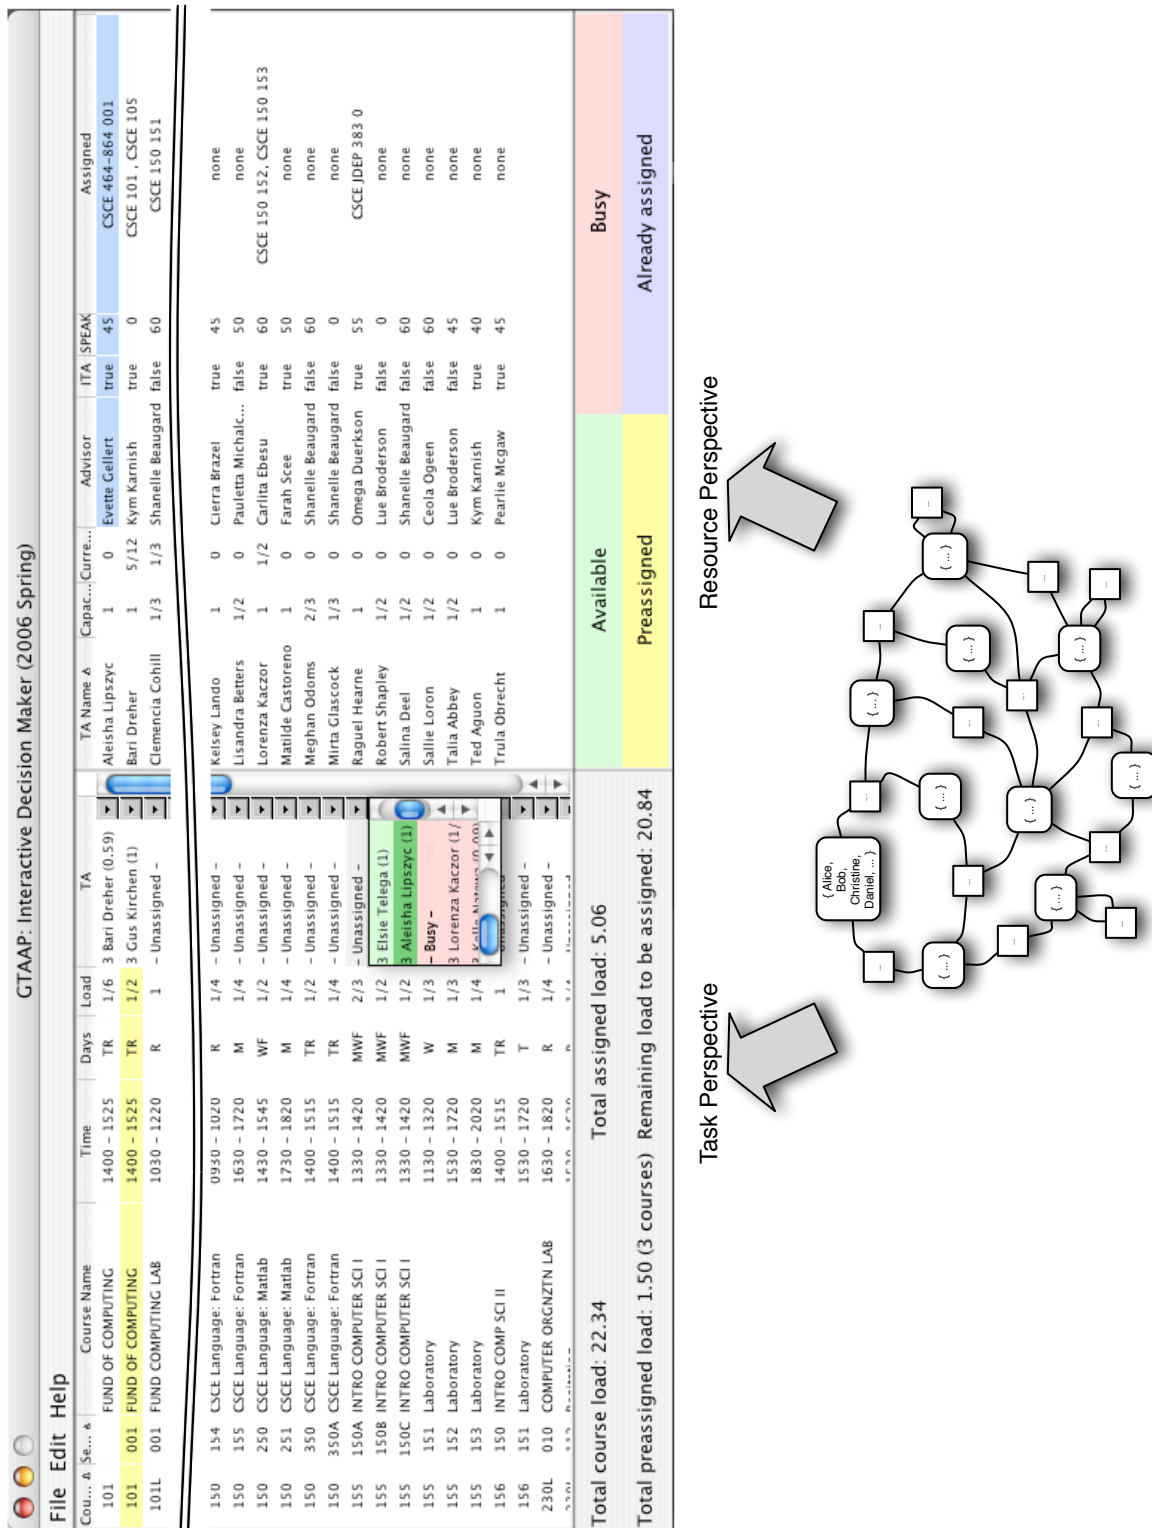 GTAAP: Interactive Decision Maker (2006 Spring)
File Edit Help
Cou... Se... Course Name Time Days Load TA
101 FUND OF COMPUTING 1400 – 1525 TR 1/6 3 Bari Dreher (0.59)
101 001 FUND OF COMPUTING 1400 – 1525 TR 1/2 3 Gus Kirchen (1)
101L 001 FUND COMPUTING LAB 1030 – 1220 R 1 – Unassigned –
150 154 CSCE Language: Fortran 0930 – 1020 R 1/4 – Unassigned –
150 155 CSCE Language: Fortran 1630 – 1720 M 1/4 – Unassigned –
150 250 CSCE Language: Matlab 1430 – 1545 WF 1/2 – Unassigned –
150 251 CSCE Language: Matlab 1730 – 1820 M 1/4 – Unassigned –
150 350 CSCE Language: Fortran 1400 – 1515 TR 1/2 – Unassigned –
150 350A CSCE Language: Fortran 1400 – 1515 TR 1/4 – Unassigned –
155 150A INTRO COMPUTER SCI I 1330 – 1420 MWF 2/3 – Unassigned –
155 150B INTRO COMPUTER SCI I 1330 – 1420 MWF 1/2 3 Elsie Telega (1)
155 150C INTRO COMPUTER SCI I 1330 – 1420 MWF 1/2 3 Aleisha Lipszyc (1)
155 151 Laboratory 1130 – 1320 W 1/3 – Busy –
155 152 Laboratory 1530 – 1720 M 1/3 3 Lorenza Kaczor (1/
155 153 Laboratory 1830 – 2020 M 1/4
156 150 INTRO COMP SCI II 1400 – 1515 TR 1
156 151 Laboratory 1530 – 1720 T 1/3 – Unassigned –
230L 010 COMPUTER ORGNZTN LAB 1630 – 1820 R 1/4 – Unassigned –
TA Name Capac... Curre... Advisor ITA SPEAK Assigned
Aleisha Lipszyc 1 0 Evette Gellert true 45 CSCE 464–864 001
Bari Dreher 1 5/12 Kym Karnish true 0 CSCE 101 , CSCE 105
Clemencia Cohill 1/3 1/3 Shanelle Beaugard false 60 CSCE 150 151
Kelsey Lando 1 0 Cierra Brazel true 45 none
Lisandra Betters 1/2 0 Pauletta Michalc... false 50 none
Lorenza Kaczor 1 1/2 Carlita Ebesu true 60 CSCE 150 152, CSCE 150 153
Matilde Castoreno 1 0 Farah Scee true 50 none
Meghan Odoms 2/3 0 Shanelle Beaugard false 60 none
Mirta Glascock 1/3 0 Shanelle Beaugard false 0 none
Raguel Hearne 1 1 Omega Duerkson true 55 CSCE JDEP 383 0
Robert Shapley 1/2 0 Lue Broderson false 0 none
Salina Deel 1/2 0 Shanelle Beaugard false 60 none
Sallie Loron 1/2 0 Ceola Ogeen false 60 none
Talia Abbey 1/2 0 Lue Broderson false 45 none
Ted Aguon 1 0 Kym Karnish true 40 none
Trula Obrecht 1 0 Pearlie Mcgaw true 45 none
Total course load: 22.34 Total assigned load: 5.06
Total preassigned load: 1.50 (3 courses) Remaining load to be assigned: 20.84
Available Busy
Preassigned Already assigned
Task Perspective
Resource Perspective
{ Alice,
Bob,
Christine,
Daniel, ... }
{ ... }
{ ... }
{ ... }
{ ... }
{ ... }
{ ... }
{ ... }
{ ... }
{ ... }